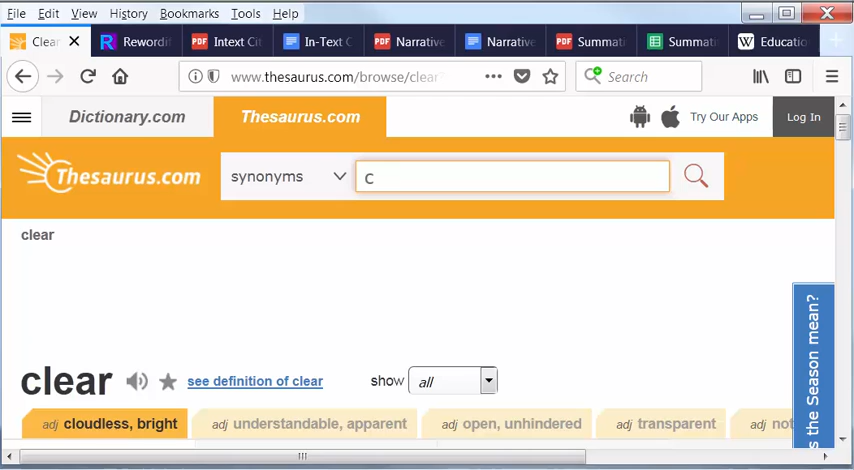 File Edit View History Bookmarks Tools Help
Clear Rewordif Intext Cit In-Text C Narrative Narrative Summati Summati Educatio
www.thesaurus.com/browse/clear Search
Dictionary.com Thesaurus.com Try Our Apps Log In
Thesaurus.com synonyms c
clear
s the Season mean?
clear see definition of clear show all
adj cloudless, bright adj understandable, apparent adj open, unhindered adj transparent adj not